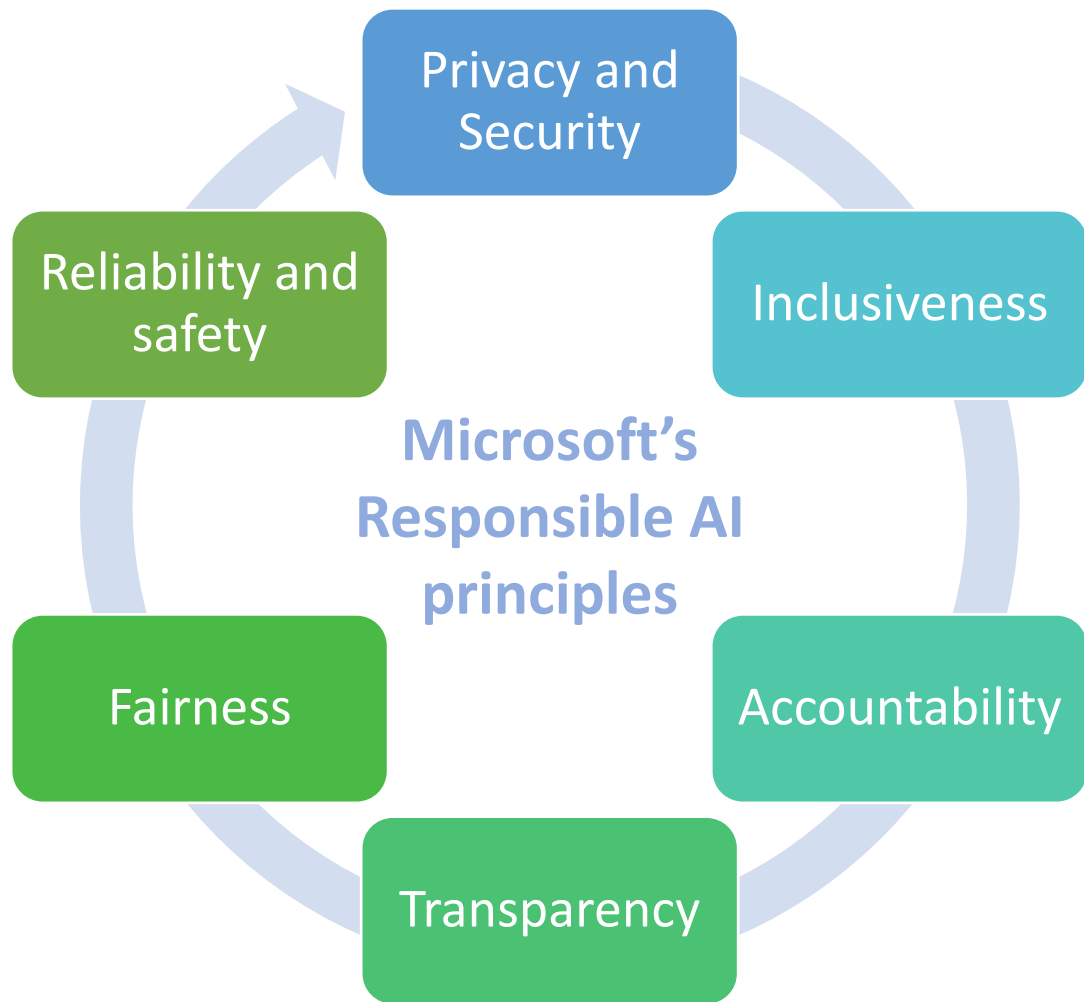 Privacy and
Security
Inclusiveness
Accountability
Transparency
Fairness
Reliability and
safety
Microsoft’s
Responsible AI
principles